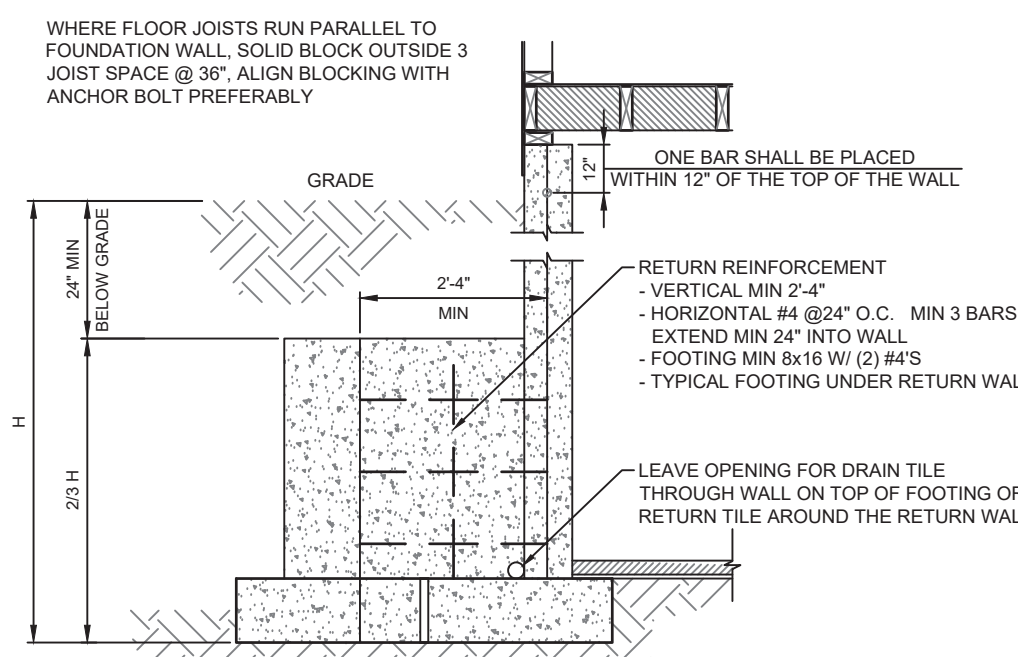 WHERE FLOOR JOISTS RUN PARALLEL TO
FOUNDATION WALL, SOLID BLOCK OUTSIDE 3
JOIST SPACE @ 36", ALIGN BLOCKING WITH
ANCHOR BOLT PREFERABLY
12"
ONE BAR SHALL BE PLACED
WITHIN 12" OF THE TOP OF THE WALL
GRADE
24" MIN
BELOW GRADE
2'-4"
MIN
RETURN REINFORCEMENT
- VERTICAL MIN 2'-4"
- HORIZONTAL #4 @24" O.C. MIN 3 BARS
EXTEND MIN 24" INTO WALL
- FOOTING MIN 8x16 W/ (2) #4'S
- TYPICAL FOOTING UNDER RETURN WAL
H
2/3 H
LEAVE OPENING FOR DRAIN TILE
THROUGH WALL ON TOP OF FOOTING OR
RETURN TILE AROUND THE RETURN WAL